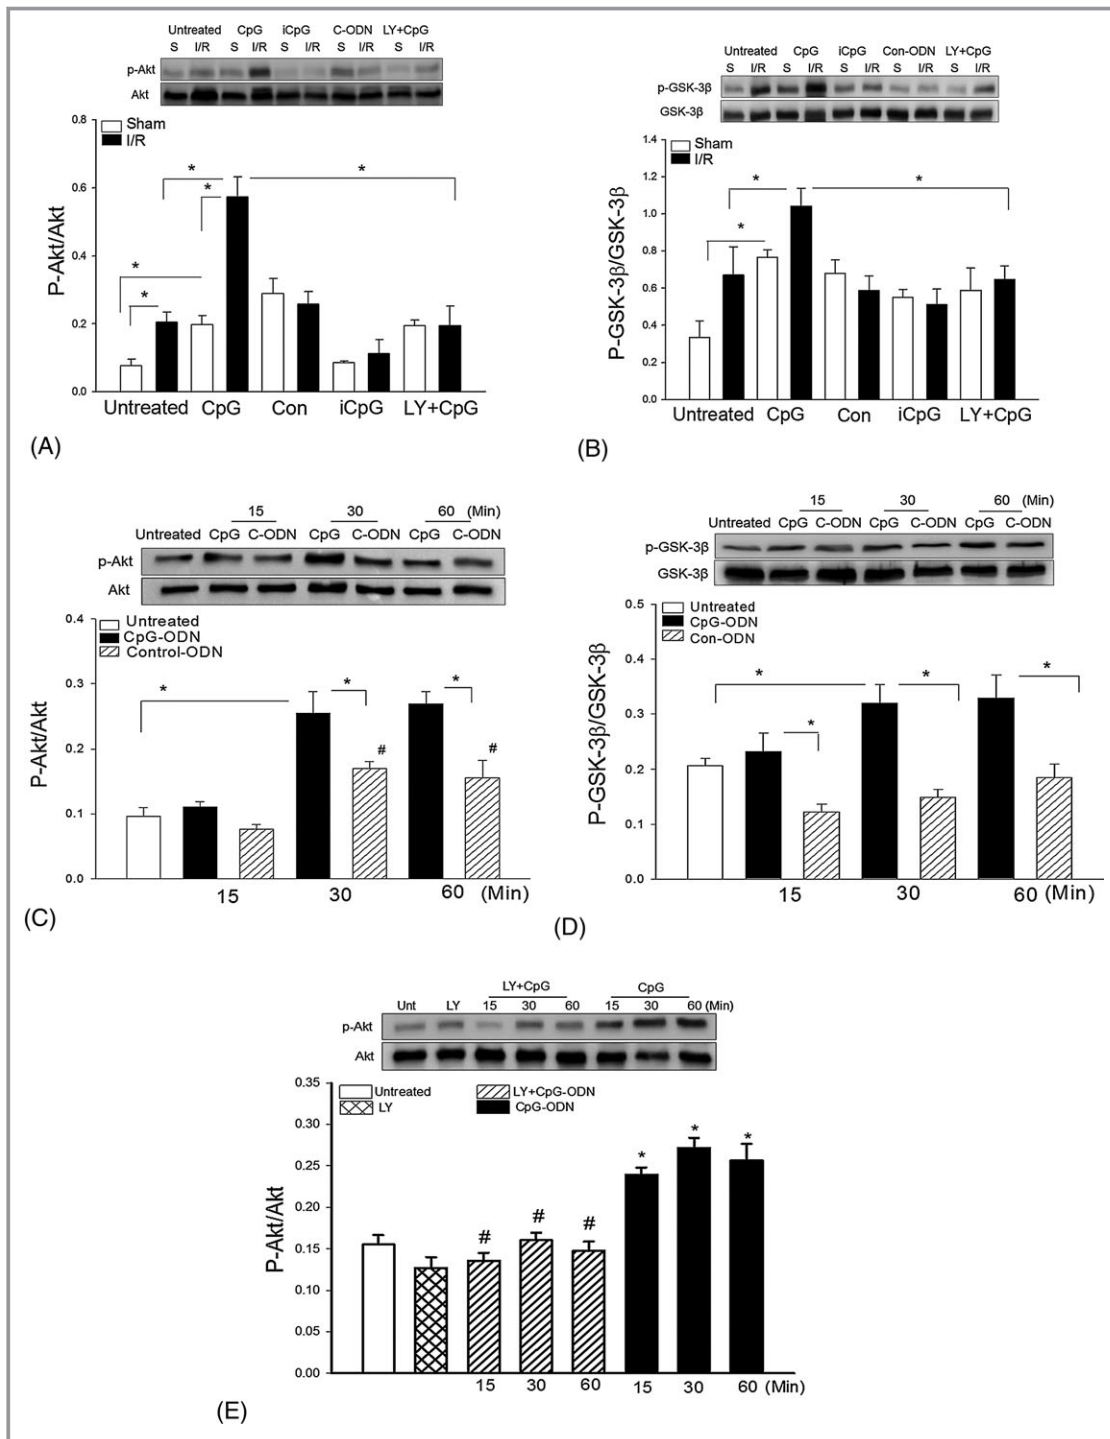 Untreated CpG iCpG C-ODN LY+CpG
S I/R S I/R S I/R S I/R S I/R
p-Akt
Akt
0.8
0.6
0.4
0.2
0.0
P-Akt/Akt
Sham
I/R
* * * * *
Untreated CpG Con iCpG LY+CpG
(A)
Untreated CpG iCpG Con-ODN LY+CpG
S I/R S I/R S I/R S I/R S I/R
p-GSK-3β
GSK-3β
1.4
1.2
1.0
0.8
0.6
0.4
0.2
0.0
P-GSK-3β/GSK-3β
Sham
I/R
* * *
Untreated CpG Con iCpG LY+CpG
(B)
15 30 60 (Min)
Untreated CpG C-ODN CpG C-ODN CpG C-ODN
p-Akt
Akt
0.4
0.3
0.2
0.1
0.0
P-Akt/Akt
Untreated
CpG-ODN
Control-ODN
* * *
# #
15 30 60 (Min)
(C)
15 30 60 (Min)
Untreated CpG C-ODN CpG C-ODN CpG C-ODN
p-GSK-3β
GSK-3β
0.5
0.4
0.3
0.2
0.1
0.0
P-GSK-3β/GSK-3β
Untreated
CpG-ODN
Con-ODN
* * * *
15 30 60 (Min)
(D)
LY+CpG CpG
Unt LY 15 30 60 15 30 60 (Min)
p-Akt
Akt
0.35
0.30
0.25
0.20
0.15
0.10
0.05
0.00
P-Akt/Akt
Untreated LY+CpG-ODN
LY CpG-ODN
# # # * * *
15 30 60 15 30 60 (Min)
(E)